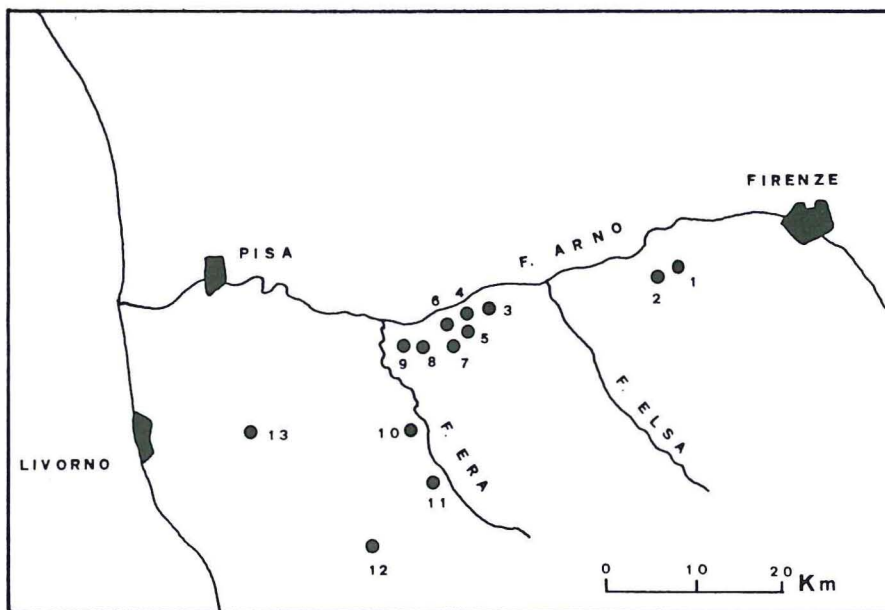 FIRENZE
PISA
F. ARNO
1
2
6
4
3
5
9
8
7
F. ELSA
F. ERA
13
10
LIVORNO
11
12
0 10 20 Km